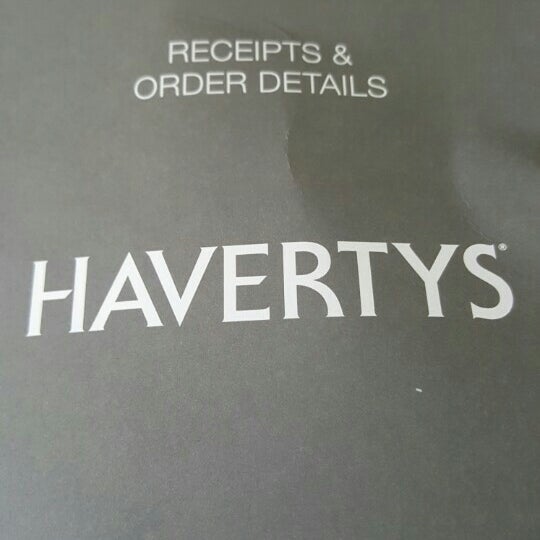 RECEIPTS &
ORDER DETAILS
HAVERTYS®